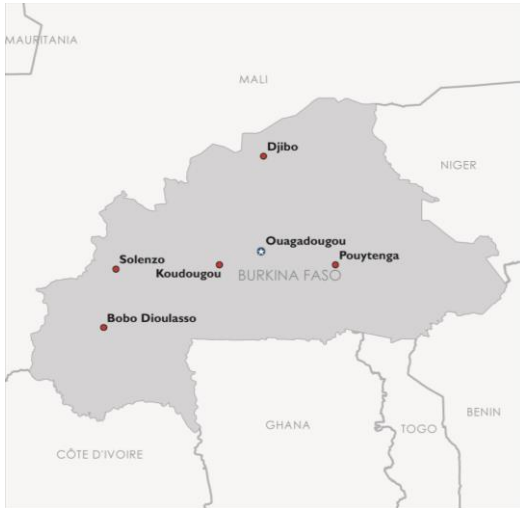 MAURITANIA
MALI
Djibo
NIGER
Ouagadougou
Solenzo
Pouytenga
Koudougou
BURKINA FASO
Bobo Dioulasso
BENIN
GHANA
TOGO
CÔTE D'IVOIRE